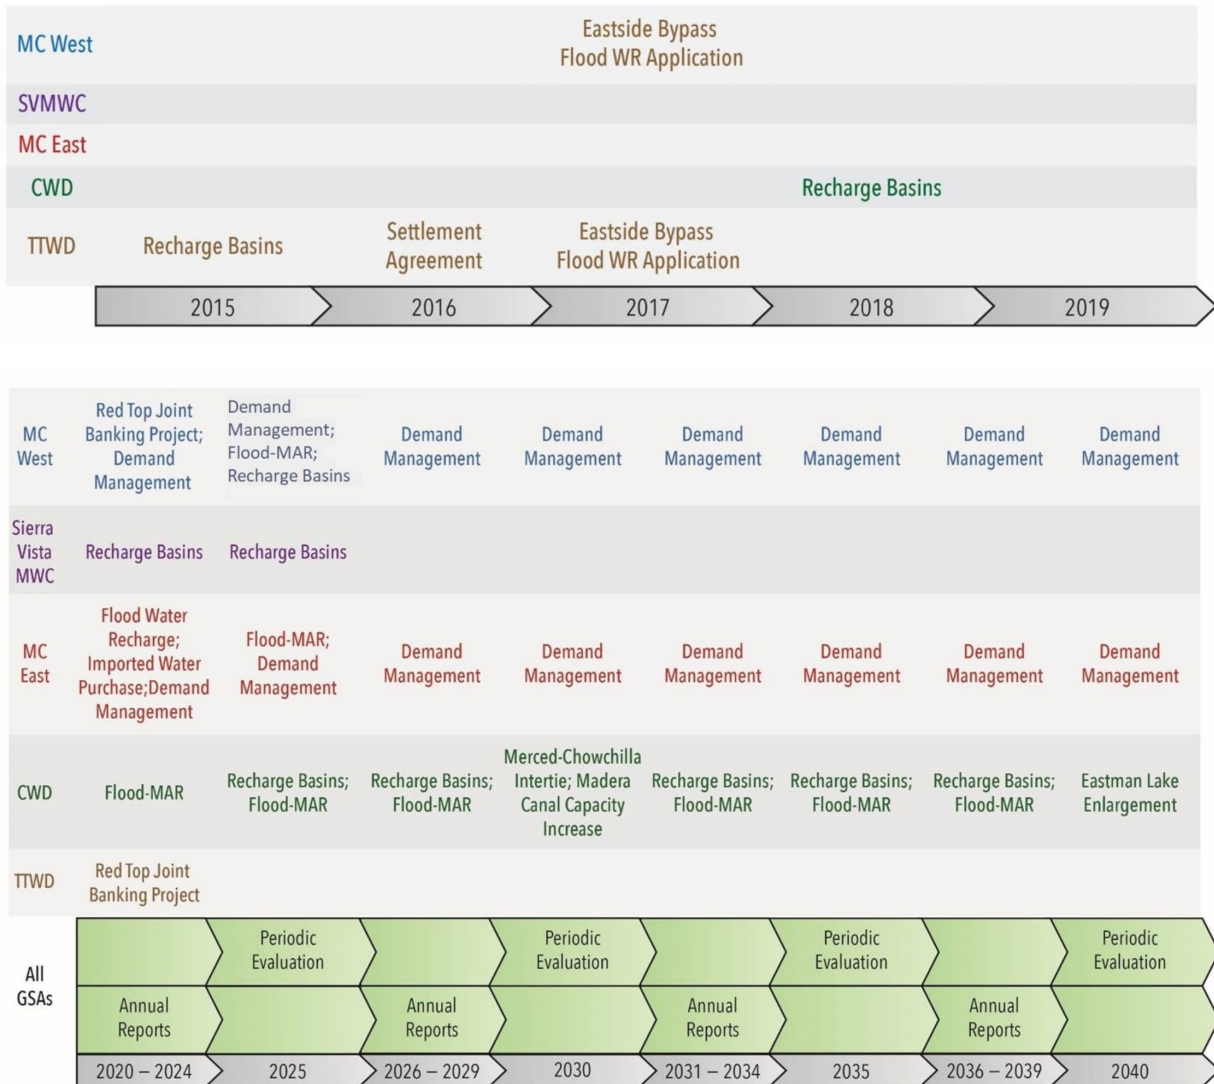 MC West
Eastside Bypass
Flood WR Application
SVMWC
MC East
CWD
Recharge Basins
TTWD
Recharge Basins
Settlement
Agreement
Eastside Bypass
Flood WR Application
2015
2016
2017
2018
2019
MC
West
Red Top Joint
Banking Project;
Demand
Management
Demand
Management;
Flood-MAR;
Recharge Basins
Demand
Management
Demand
Management
Demand
Management
Demand
Management
Demand
Management
Demand
Management
Sierra
Vista
MWC
Recharge Basins
Recharge Basins
MC
East
Flood Water
Recharge;
Imported Water
Purchase;Demand
Management
Flood-MAR;
Demand
Management
Demand
Management
Demand
Management
Demand
Management
Demand
Management
Demand
Management
Demand
Management
CWD
Flood-MAR
Recharge Basins;
Flood-MAR
Recharge Basins;
Flood-MAR
Merced-Chowchilla
Intertie; Madera
Canal Capacity
Increase
Recharge Basins;
Flood-MAR
Recharge Basins;
Flood-MAR
Recharge Basins;
Flood-MAR
Eastman Lake
Enlargement
TTWD
Red Top Joint
Banking Project
All
GSAs
Periodic
Evaluation
Periodic
Evaluation
Periodic
Evaluation
Periodic
Evaluation
Annual
Reports
Annual
Reports
Annual
Reports
Annual
Reports
2020 – 2024
2025
2026 – 2029
2030
2031 – 2034
2035
2036 – 2039
2040